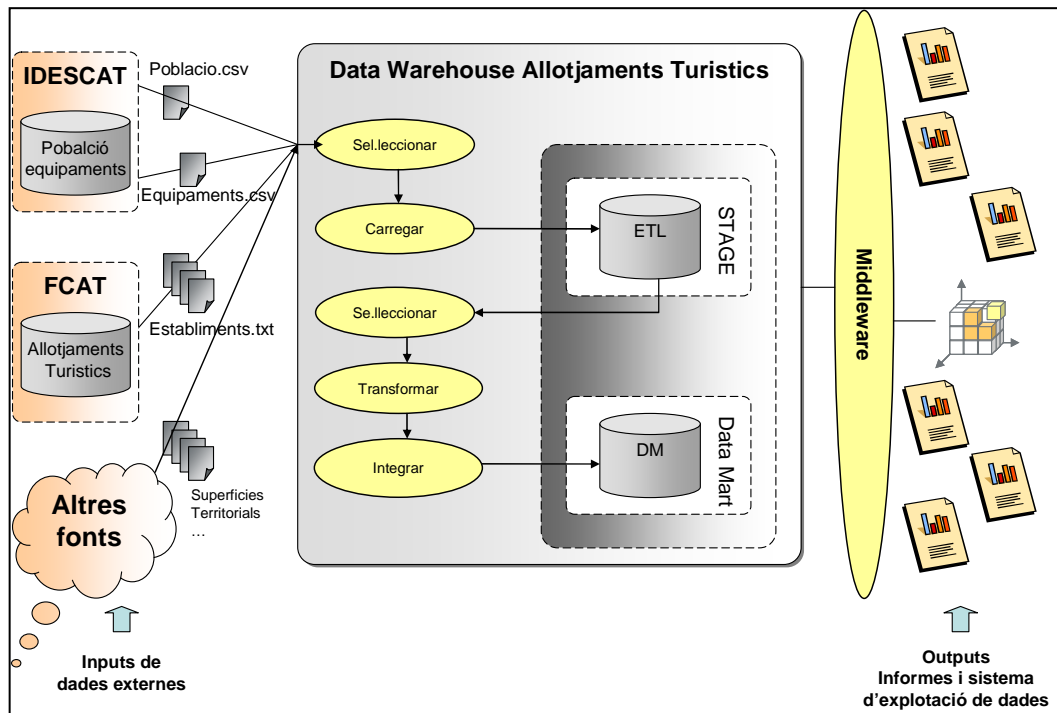 IDESCAT
Pobalció
equipaments
Poblacio.csv
Equipaments.csv
FCAT
Allotjaments
Turistics
Establiments.txt
Altres
fonts
Superficies
Territorials
...
Inputs de
dades externes
Data Warehouse Allotjaments Turistics
Sel.leccionar
Carregar
Se.lleccionar
Transformar
Integrar
ETL
STAGE
DM
Data Mart
Middleware
Outputs
Informes i sistema
d'explotació de dades